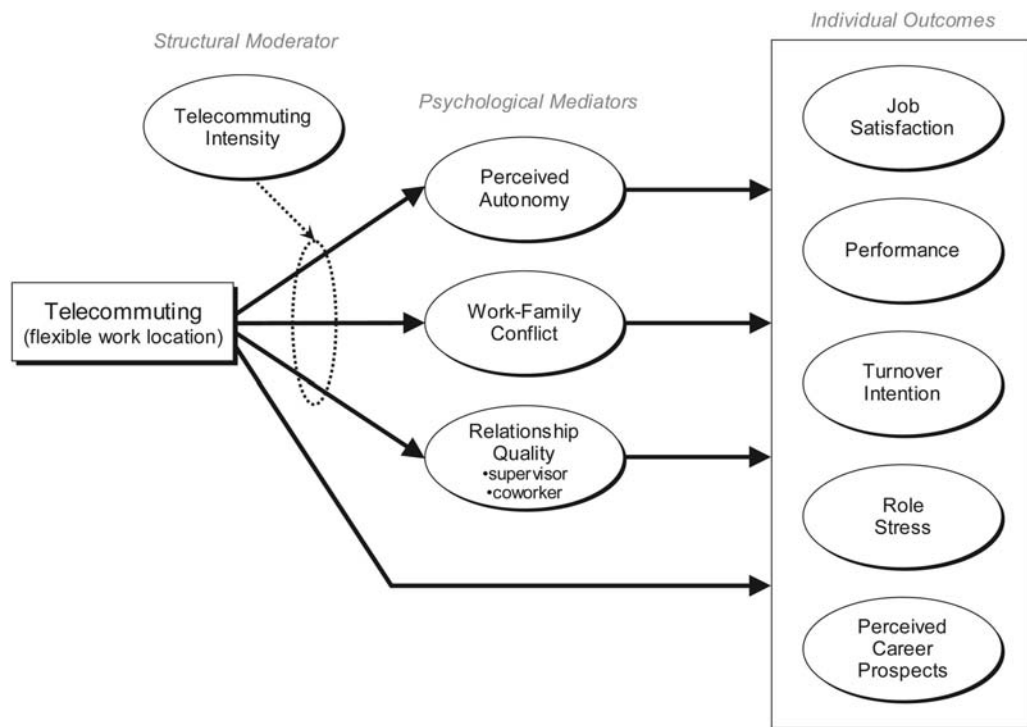 Individual Outcomes
Structural Moderator
Telecommuting
Intensity
Psychological Mediators
Perceived
Autonomy
Telecommuting
(flexible work location)
Work-Family
Conflict
Relationship
Quality
•supervisor
•coworker
Job
Satisfaction
Performance
Turnover
Intention
Role
Stress
Perceived
Career
Prospects